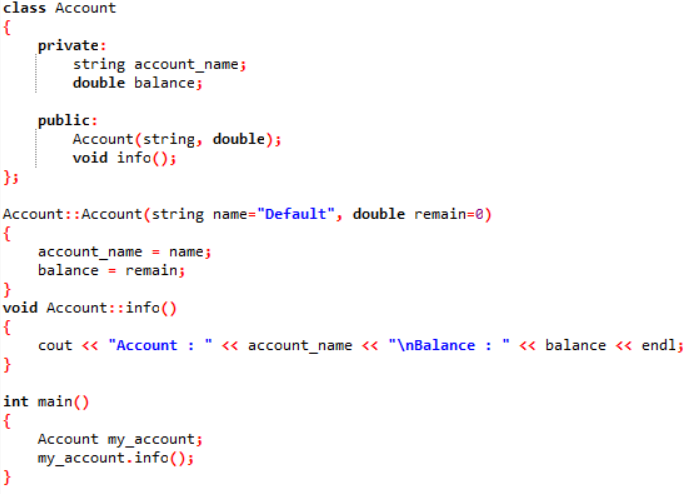 class Account
{
    private:
        string account_name;
        double balance;

    public:
        Account(string, double);
        void info();
};

Account::Account(string name="Default", double remain=0)
{
    account_name = name;
    balance = remain;
}
void Account::info()
{
    cout << "Account : " << account_name << "\nBalance : " << balance << endl;
}

int main()
{
    Account my_account;
    my_account.info();
}